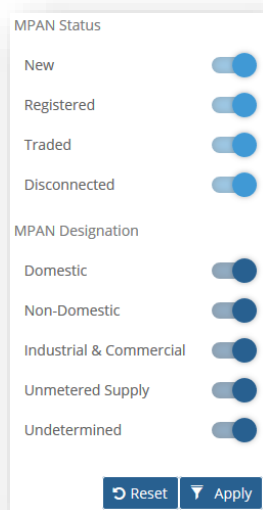 MPAN Status
New
Registered
Traded
Disconnected
MPAN Designation
Domestic
Non-Domestic
Industrial & Commercial
Unmetered Supply
Undetermined
Reset Apply